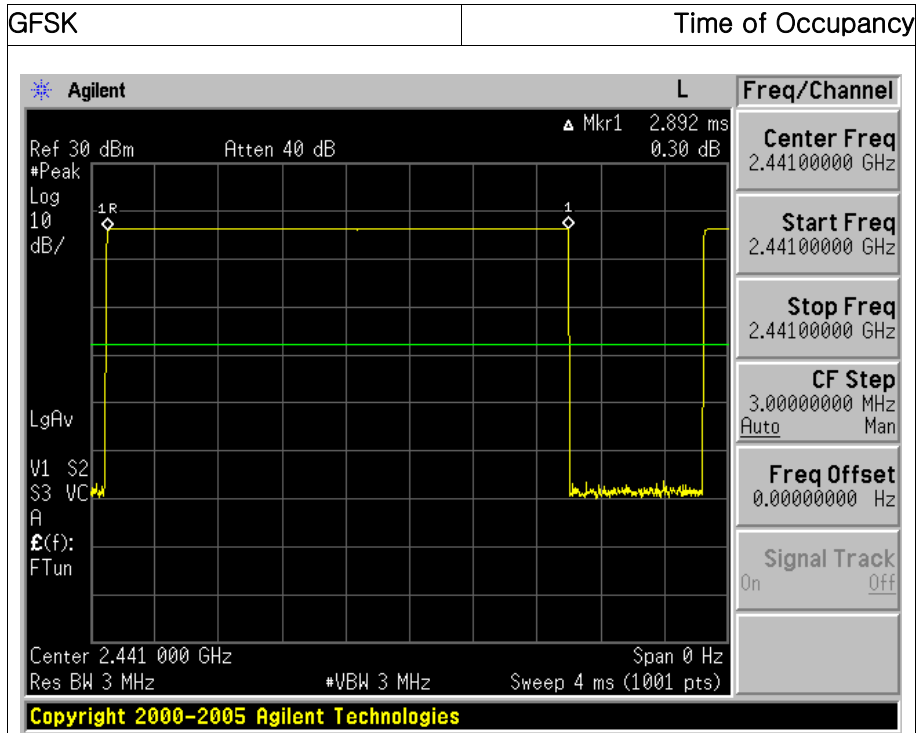 GFSK Time of Occupancy
Agilent L Freq/Channel
Δ Mkr1 2.892 ms
Ref 30 dBm Atten 40 dB 0.30 dB
#Peak
Log
10
dB/
1R
1
LgAv
V1 S2
S3 VC
A
£(f):
FTun
Center 2.441 000 GHz Span 0 Hz
Res BW 3 MHz #VBW 3 MHz Sweep 4 ms (1001 pts)
Copyright 2000-2005 Agilent Technologies
Center Freq
2.44100000 GHz
Start Freq
2.44100000 GHz
Stop Freq
2.44100000 GHz
CF Step
3.00000000 MHz
Auto Man
Freq Offset
0.00000000 Hz
Signal Track
On Off